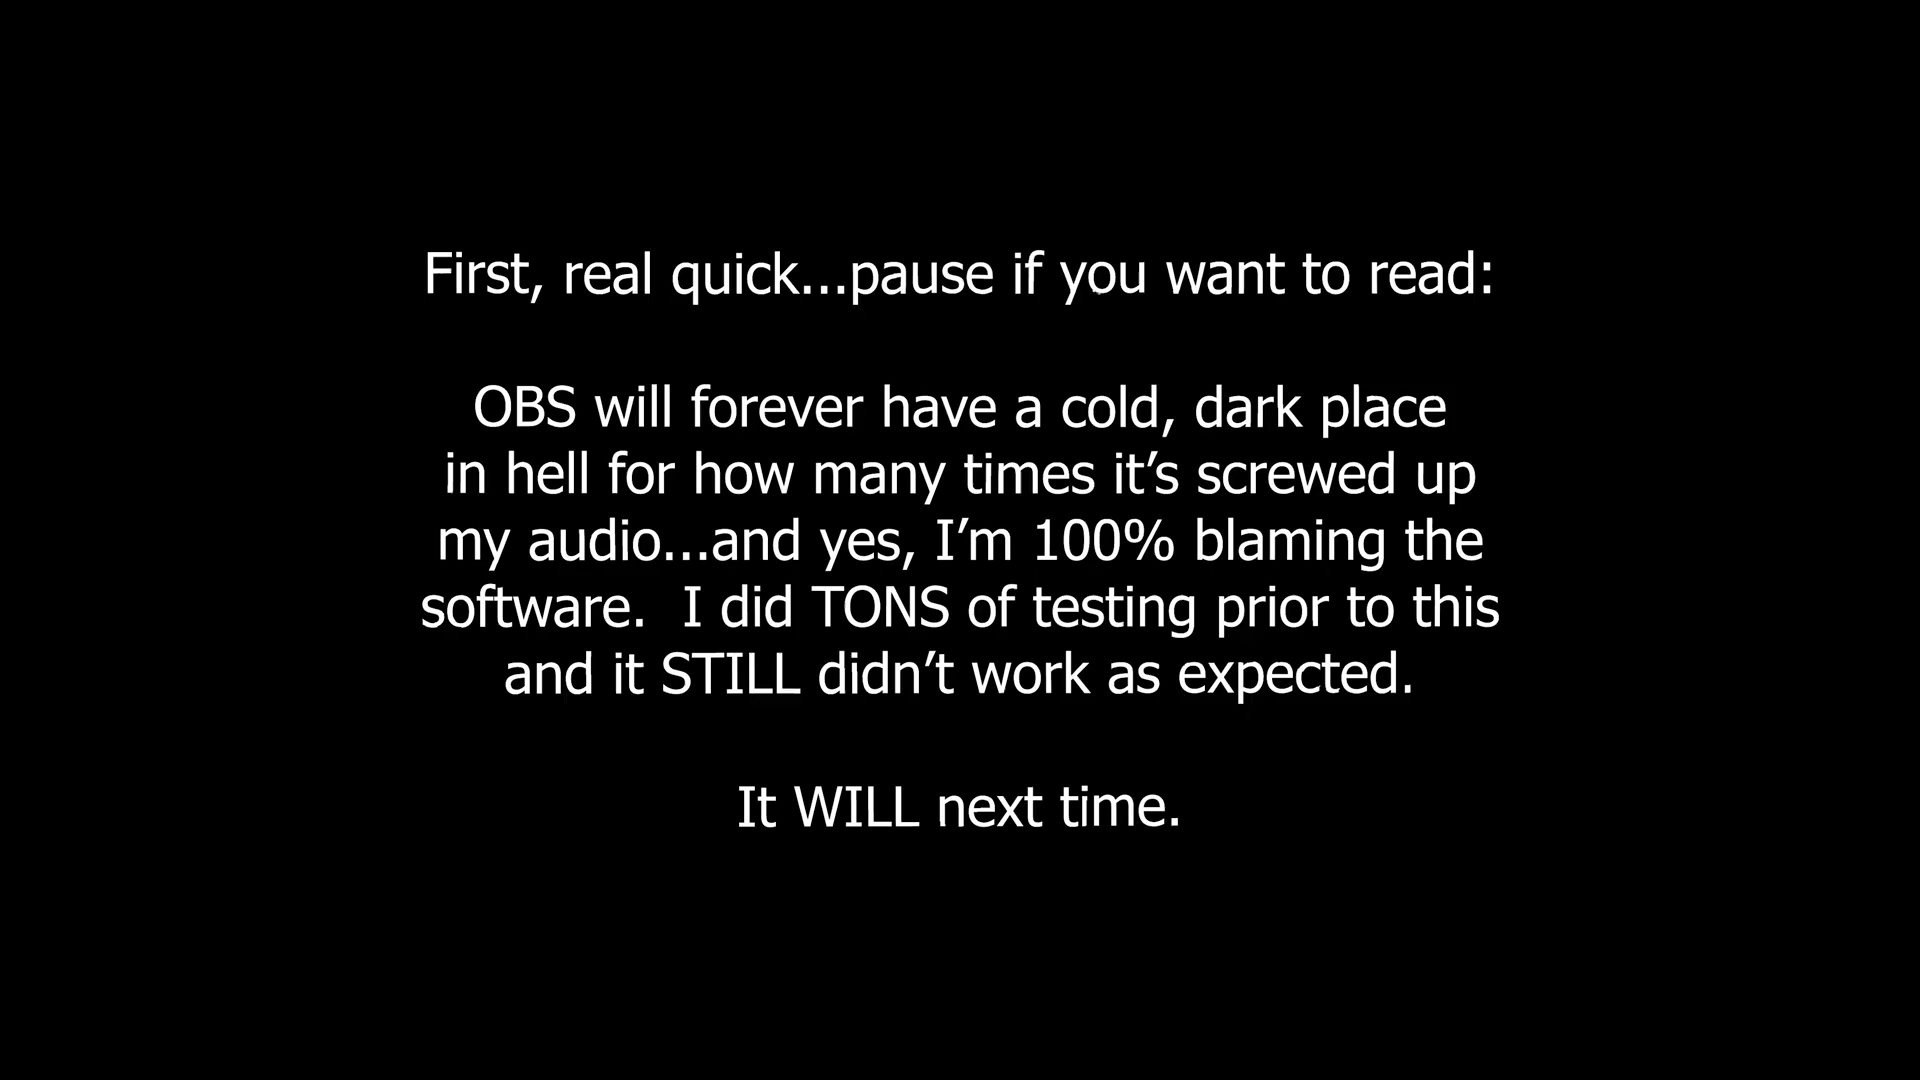 First, real quick...pause if you want to read:
OBS will forever have a cold, dark place
in hell for how many times it’s screwed up
my audio...and yes, I’m 100% blaming the
software.  I did TONS of testing prior to this
and it STILL didn’t work as expected.
It WILL next time.